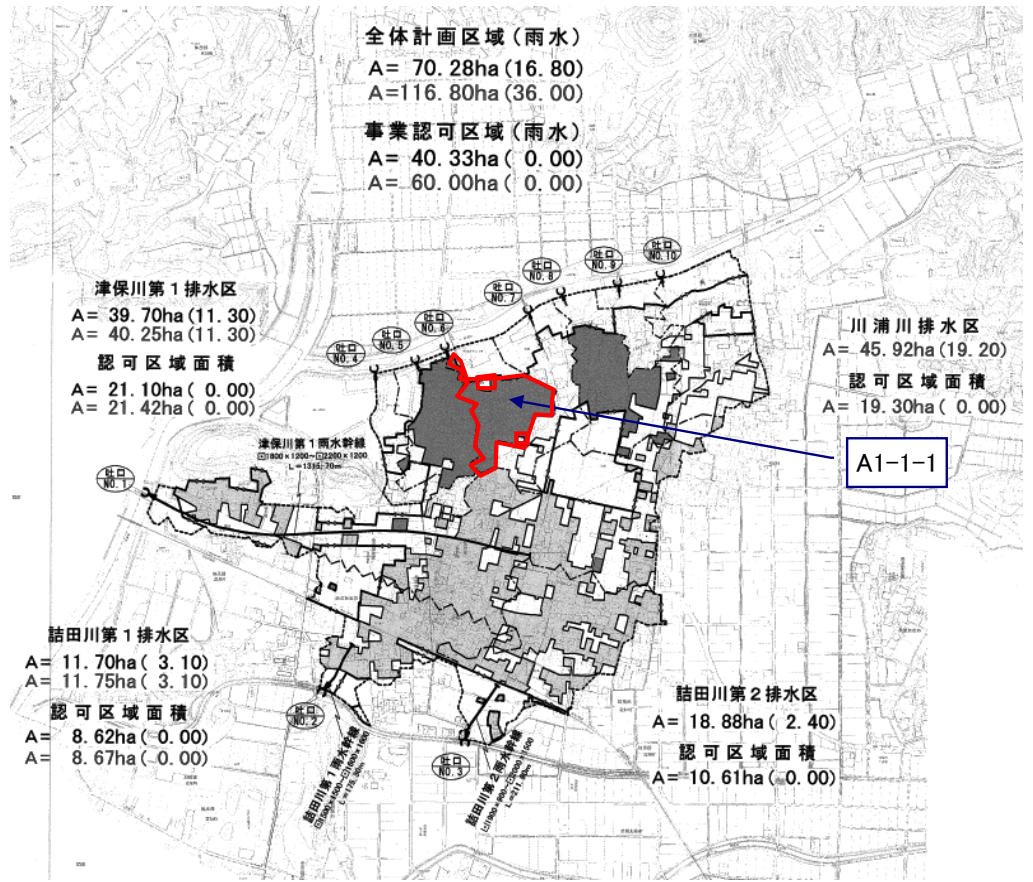 全体計画区域(雨水)
A= 70.28ha(16.80)
A=116.80ha(36.00)
事業認可区域(雨水)
A= 40.33ha( 0.00)
A= 60.00ha( 0.00)
吐口
NO.10
吐口
NO.9
吐口
NO.8
吐口
NO.7
吐口
NO.6
吐口
NO.5
吐口
NO.4
津保川第1排水区
A= 39.70ha(11.30)
A= 40.25ha(11.30)
認可区域面積
A= 21.10ha( 0.00)
A= 21.42ha( 0.00)
川浦川排水区
A= 45.92ha(19.20)
認可区域面積
A= 19.30ha( 0.00)
A1-1-1
津保川第1雨水幹線
□1800×1200~□2200×1200
L=1315.70m
吐口
NO.1
詰田川第1排水区
A= 11.70ha( 3.10)
A= 11.75ha( 3.10)
認可区域面積
A= 8.62ha( 0.00)
A= 8.67ha( 0.00)
吐口
NO.2
詰田川第1雨水幹線
吐口
NO.3
詰田川第2雨水幹線
詰田川第2排水区
A= 18.88ha( 2.40)
認可区域面積
A= 10.61ha( 0.00)